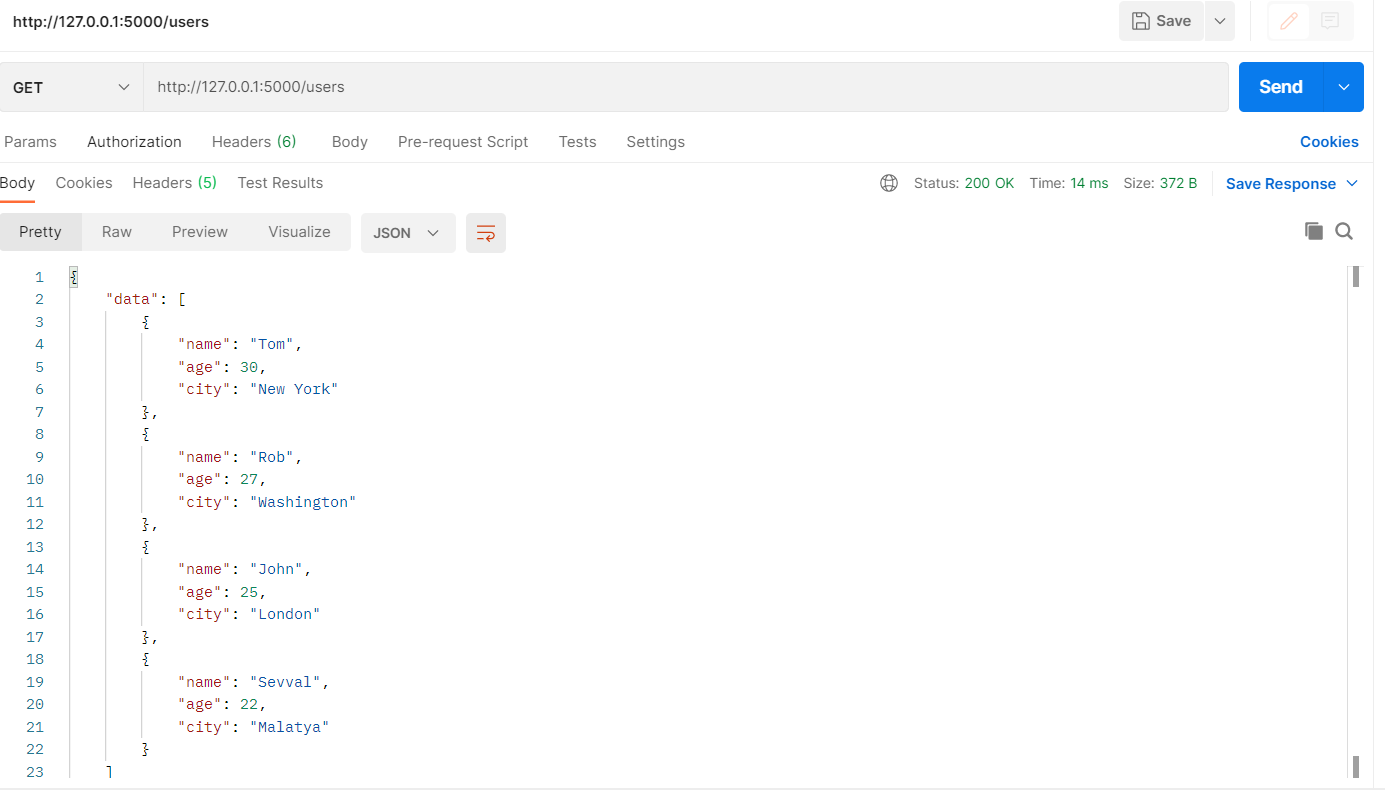 http://127.0.0.1:5000/users Save
GET http://127.0.0.1:5000/users Send
Params Authorization Headers (6) Body Pre-request Script Tests Settings Cookies
Body Cookies Headers (5) Test Results Status: 200 OK Time: 14 ms Size: 372 B Save Response
Pretty Raw Preview Visualize JSON
1 {
2 "data": [
3 {
4 "name": "Tom",
5 "age": 30,
6 "city": "New York"
7 },
8 {
9 "name": "Rob",
10 "age": 27,
11 "city": "Washington"
12 },
13 {
14 "name": "John",
15 "age": 25,
16 "city": "London"
17 },
18 {
19 "name": "Sevval",
20 "age": 22,
21 "city": "Malatya"
22 }
23 ]